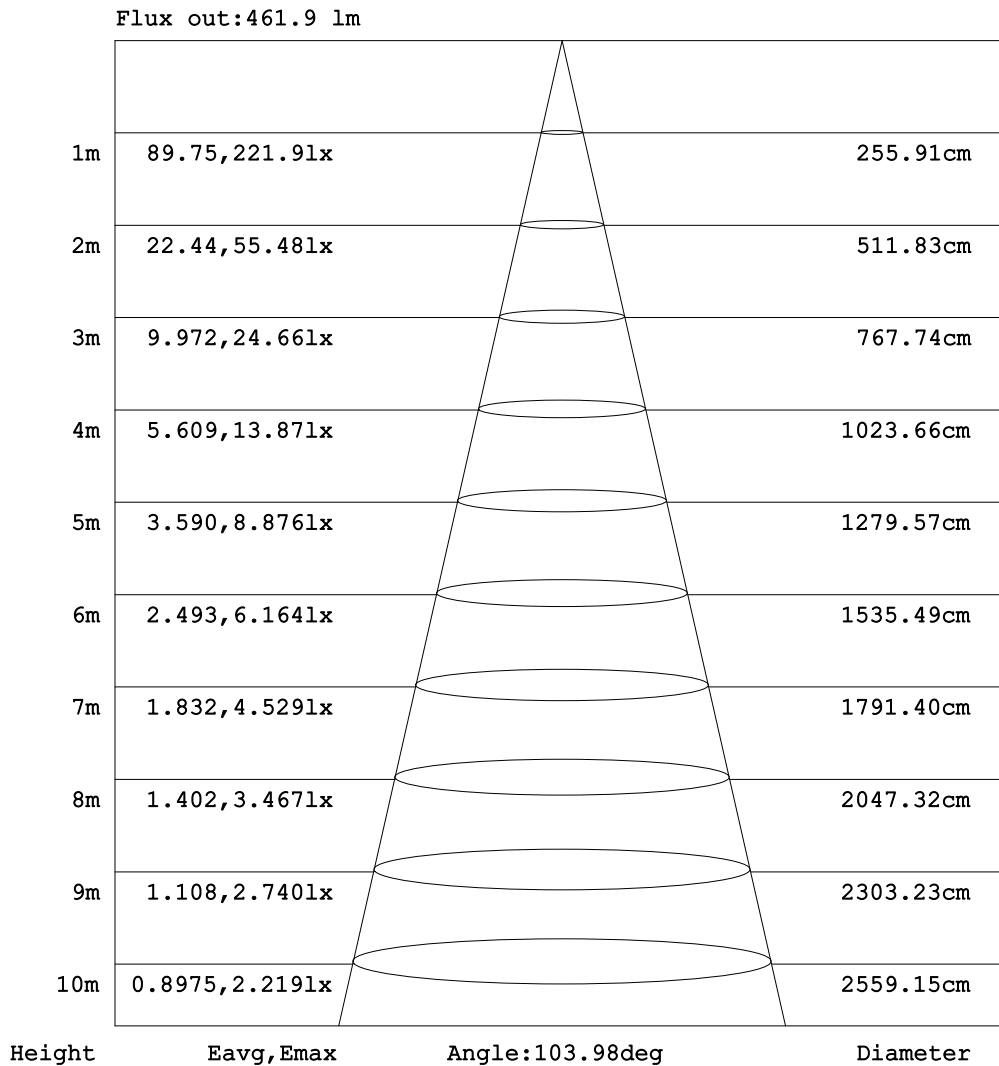 Flux out:461.9 lm
1m 89.75,221.9lx 255.91cm
2m 22.44,55.48lx 511.83cm
3m 9.972,24.66lx 767.74cm
4m 5.609,13.87lx 1023.66cm
5m 3.590,8.876lx 1279.57cm
6m 2.493,6.164lx 1535.49cm
7m 1.832,4.529lx 1791.40cm
8m 1.402,3.467lx 2047.32cm
9m 1.108,2.740lx 2303.23cm
10m 0.8975,2.219lx 2559.15cm
Height Eavg,Emax Angle:103.98deg Diameter